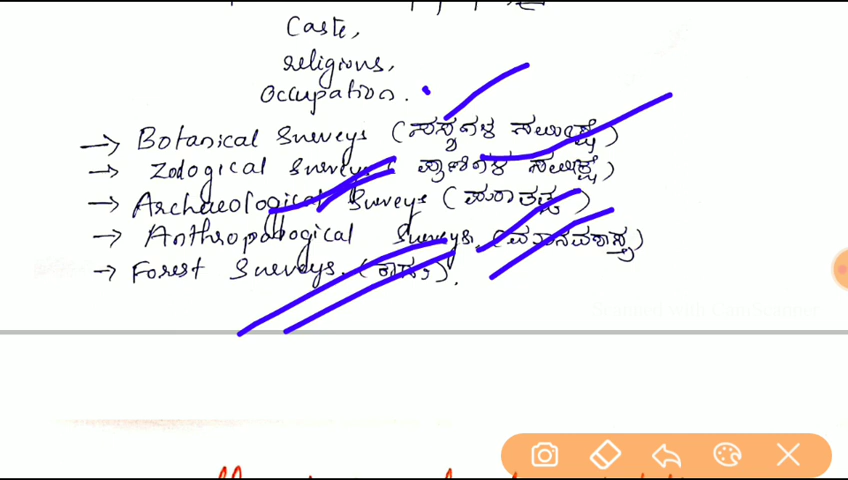 Caste,
religions,
Occupation.
→ Botanical Surveys (ಸಸ್ಯಗಳ ಸಮೀಕ್ಷೆ)
→ Zoological Surveys ( ಪ್ರಾಣಿಗಳ ಸಮೀಕ್ಷೆ)
→ Archaeological Surveys (ಪುರಾತತ್ವ)
→ Anthropological Surveys. (ಮಾನವಶಾಸ್ತ್ರ)
→ Forest Surveys. (ಕಾಡು).